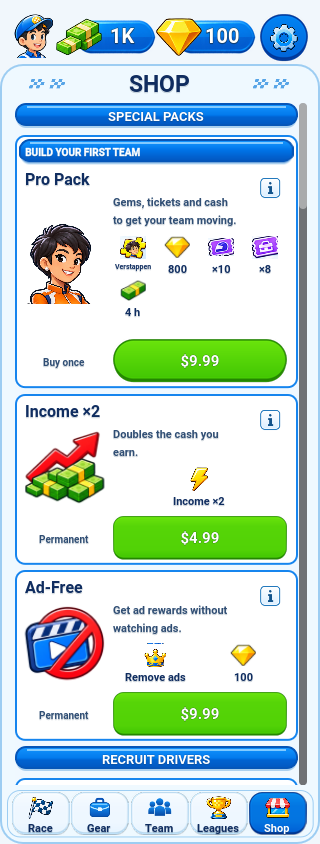 1K
100
SHOP
SPECIAL PACKS
BUILD YOUR FIRST TEAM
Pro Pack
Gems, tickets and cash
to get your team moving.
Verstappen
800
×10
×8
4 h
Buy once
$9.99
Income ×2
Doubles the cash you
earn.
Income ×2
Permanent
$4.99
Ad-Free
Get ad rewards without
watching ads.
Remove ads
100
Permanent
$9.99
RECRUIT DRIVERS
Race
Gear
Team
Leagues
Shop